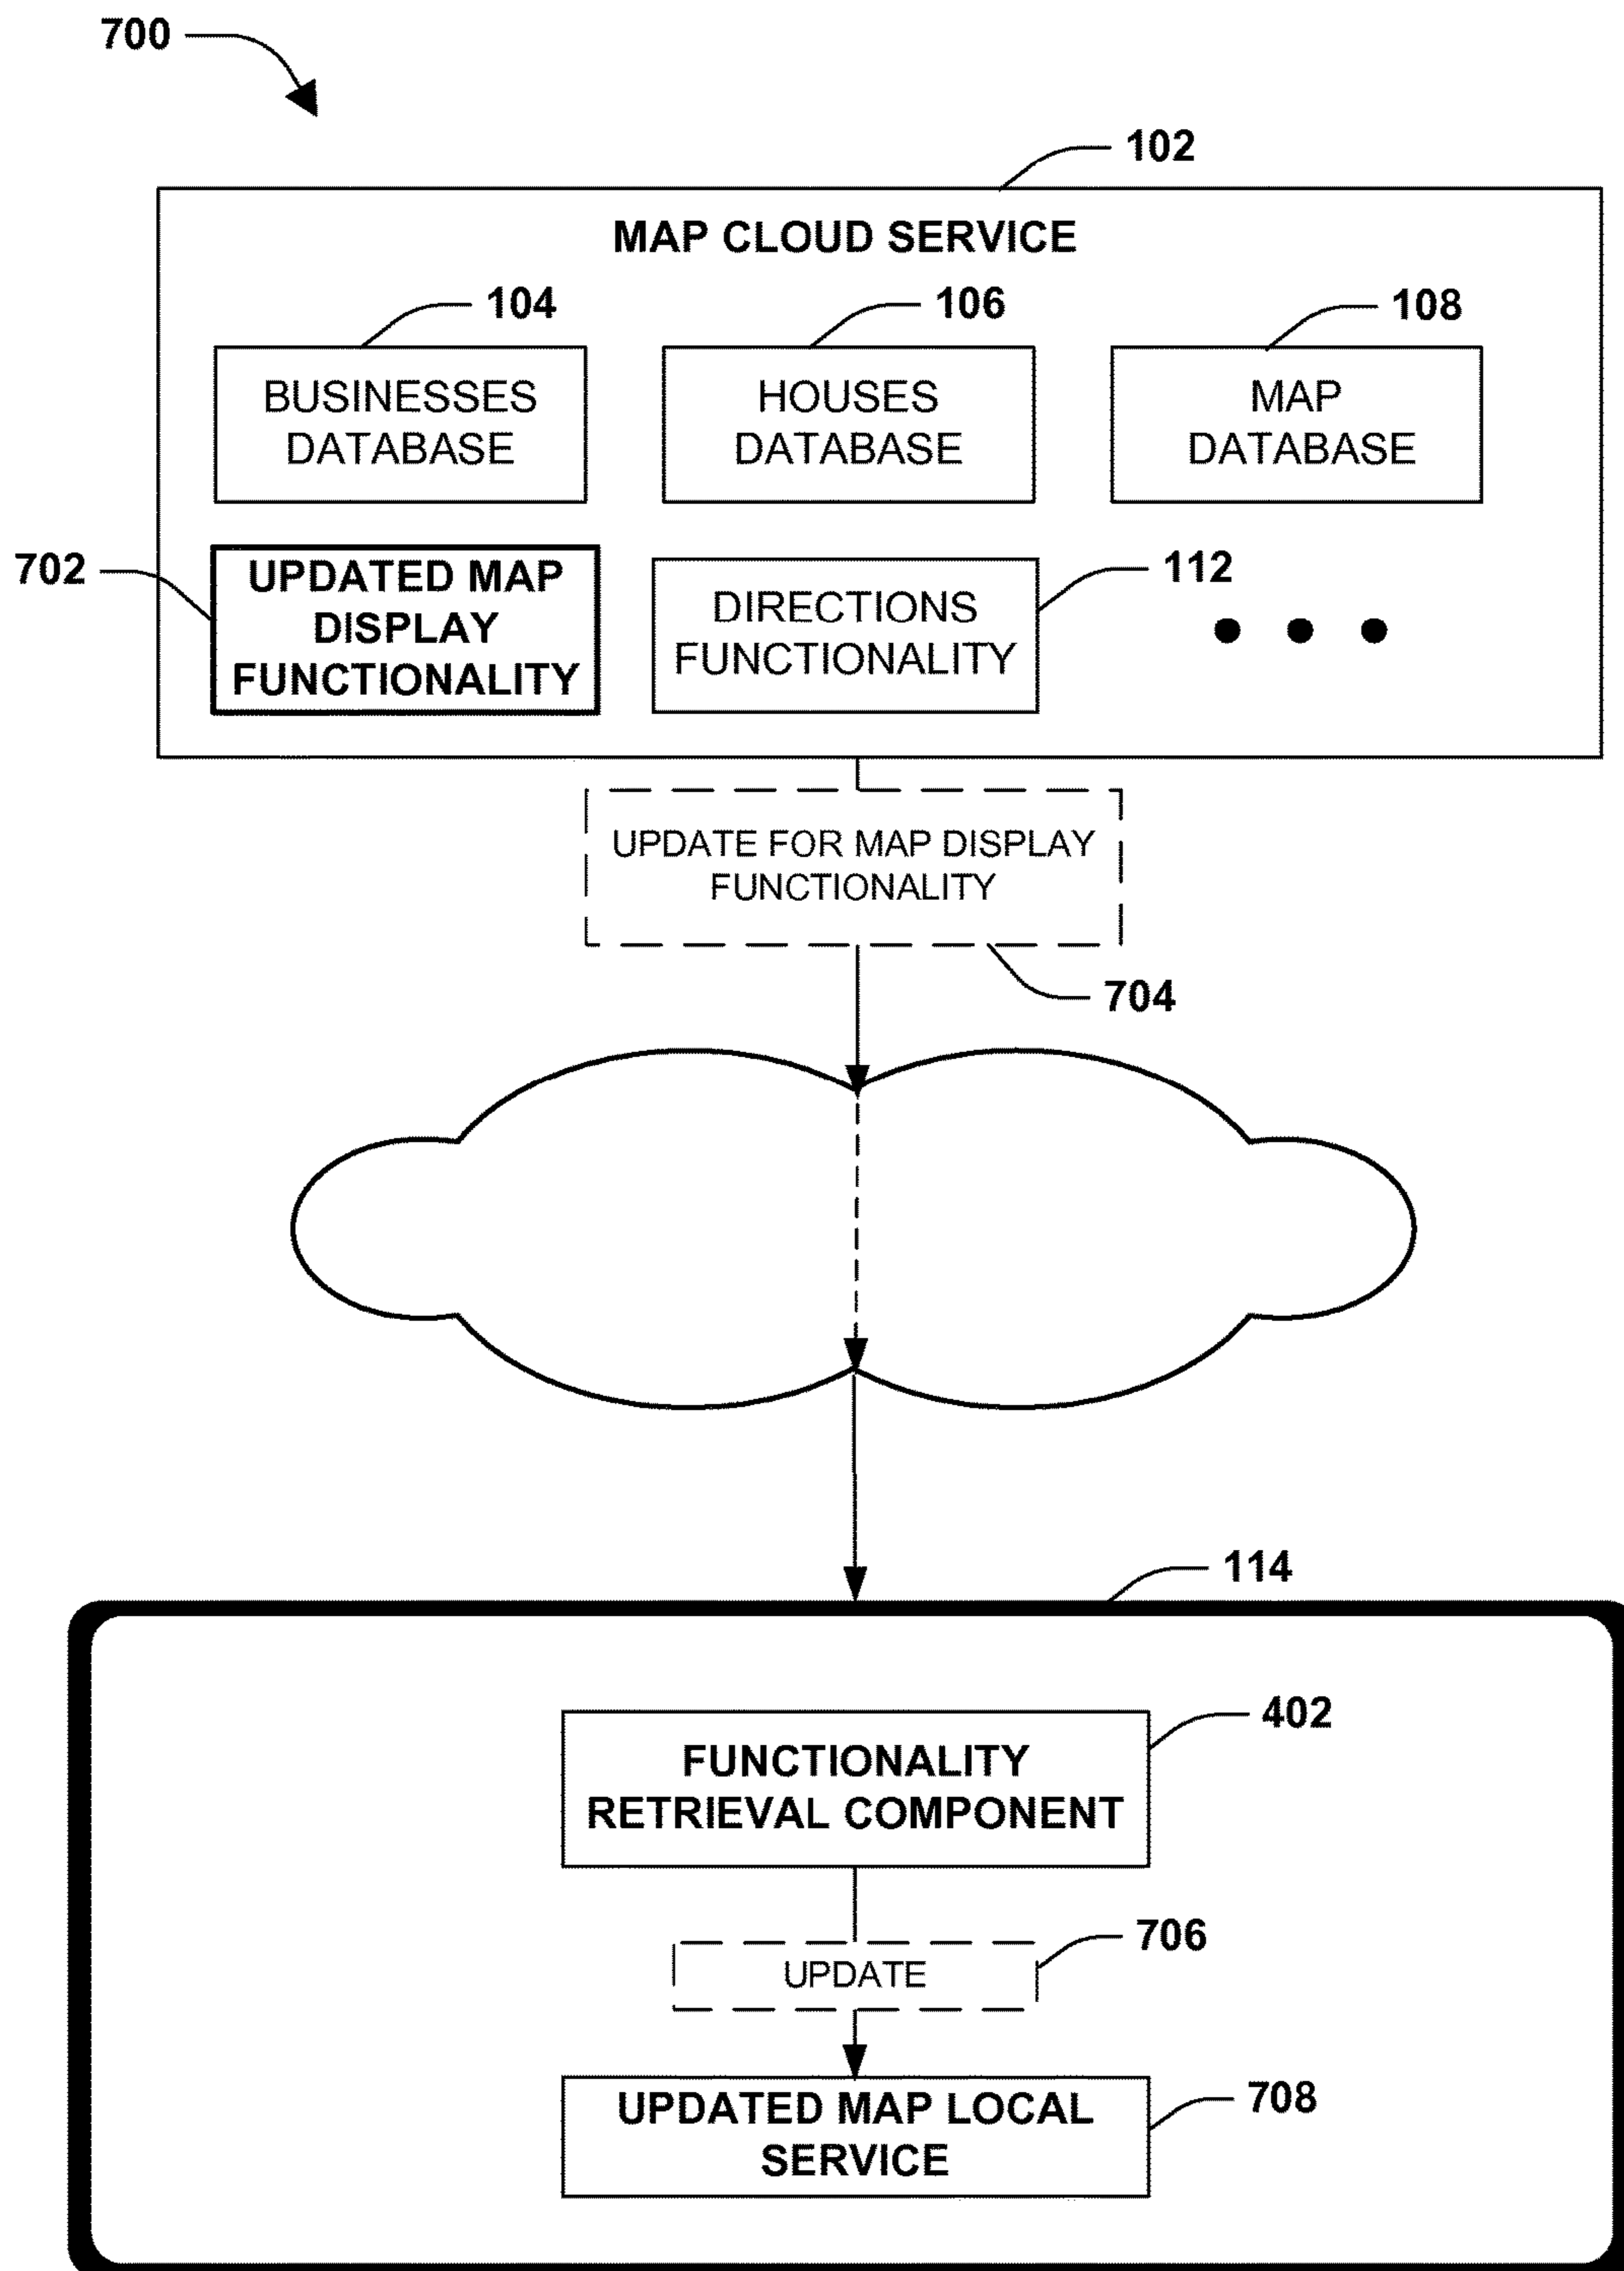 700
102
MAP CLOUD SERVICE
104
106
108
BUSINESSES
DATABASE
HOUSES
DATABASE
MAP
DATABASE
702
UPDATED MAP
DISPLAY
FUNCTIONALITY
DIRECTIONS
FUNCTIONALITY
112
UPDATE FOR MAP DISPLAY
FUNCTIONALITY
704
114
402
FUNCTIONALITY
RETRIEVAL COMPONENT
706
UPDATE
UPDATED MAP LOCAL
SERVICE
708